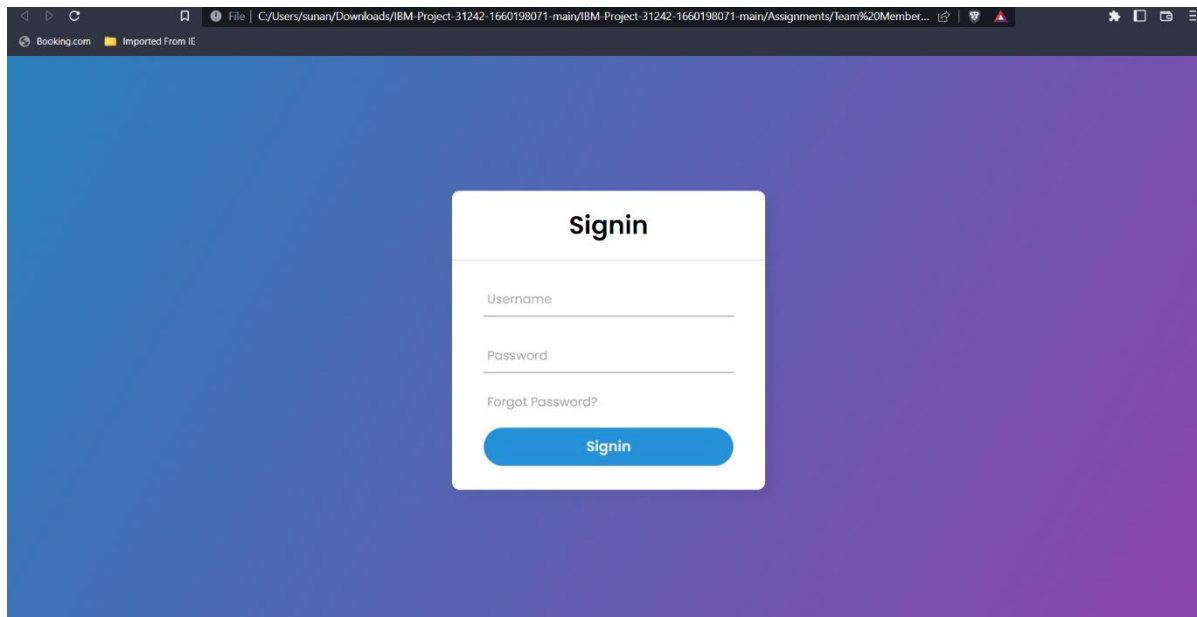 File | C:/Users/sunan/Downloads/IBM-Project-31242-1660198071-main/IBM-Project-31242-1660198071-main/Assignments/Team%20Member...
Booking.com Imported From IE
Signin
Username
Password
Forgot Password?
Signin